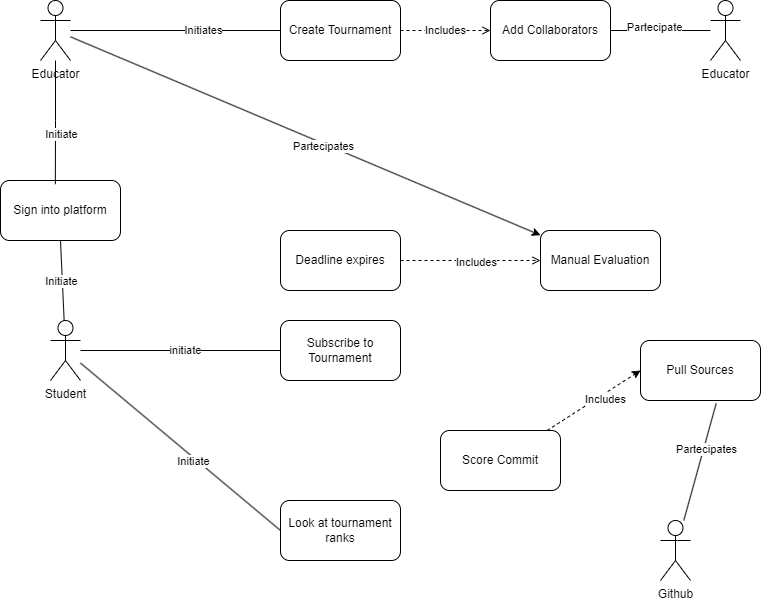 Initiates
Create Tournament
Includes
Add Collaborators
Partecipate
Educator
Educator
Initiate
Partecipates
Sign into platform
Deadline expires
Includes
Manual Evaluation
Initiate
Subscribe to
Tournament
initiate
Student
Pull Sources
Includes
Initiate
Score Commit
Partecipates
Look at tournament
ranks
Github